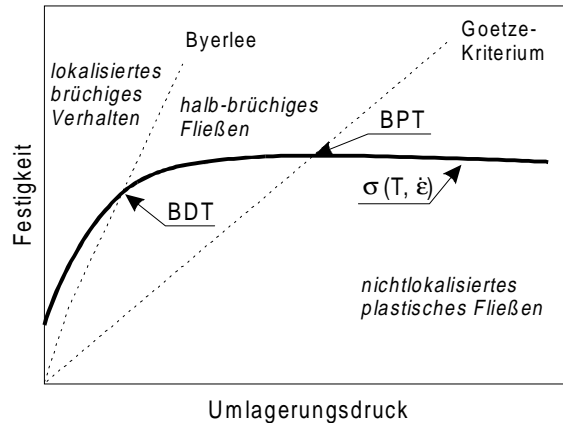 Goetze-
Kriterium
Byerlee
lokalisiertes
brüchiges
Verhalten
halb-brüchiges
Fließen
BPT
BDT
σ (T, ε̇)
nichtlokalisiertes
plastisches Fließen
Festigkeit
Umlagerungsdruck